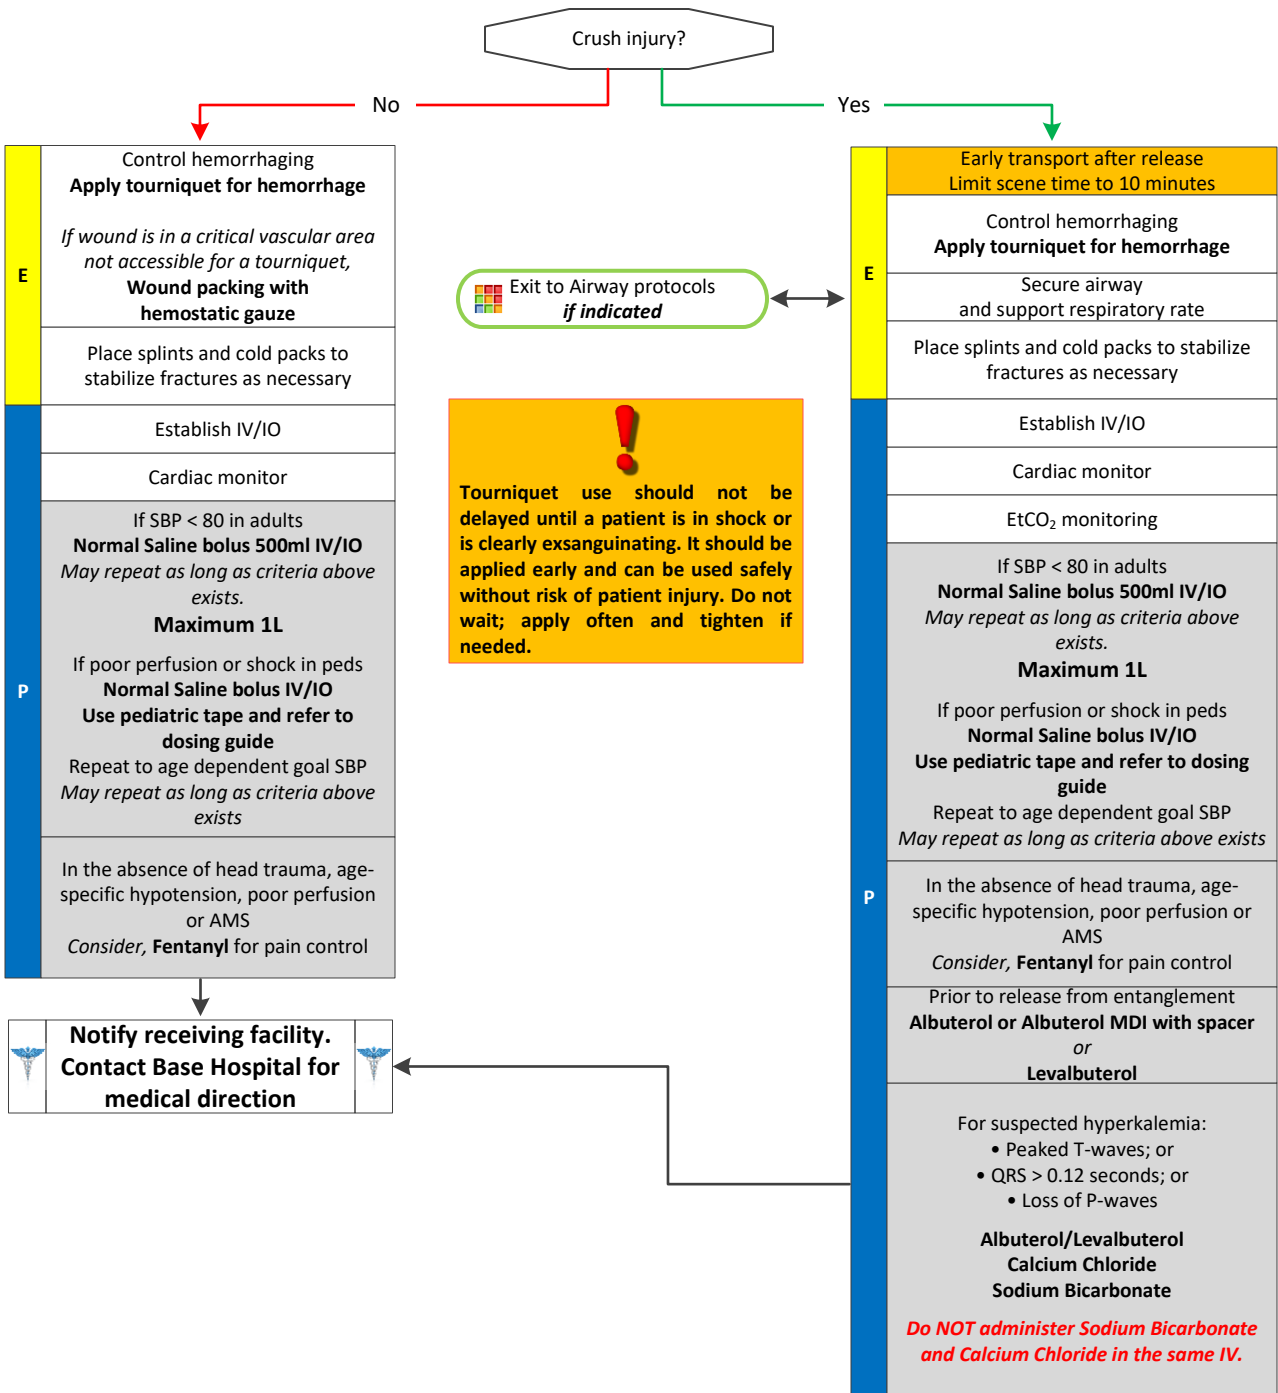 Crush injury?
No
Yes
E
Control hemorrhaging
Apply tourniquet for hemorrhage
If wound is in a critical vascular area
not accessible for a tourniquet,
Wound packing with
hemostatic gauze
Place splints and cold packs to
stabilize fractures as necessary
P
Establish IV/IO
Cardiac monitor
If SBP < 80 in adults
Normal Saline bolus 500ml IV/IO
May repeat as long as criteria above
exists.
Maximum 1L
If poor perfusion or shock in peds
Normal Saline bolus IV/IO
Use pediatric tape and refer to
dosing guide
Repeat to age dependent goal SBP
May repeat as long as criteria above
exists
In the absence of head trauma, age-
specific hypotension, poor perfusion
or AMS
Consider, Fentanyl for pain control
Notify receiving facility.
Contact Base Hospital for
medical direction
Exit to Airway protocols
if indicated
Tourniquet use should not be
delayed until a patient is in shock or
is clearly exsanguinating. It should be
applied early and can be used safely
without risk of patient injury. Do not
wait; apply often and tighten if
needed.
E
Early transport after release
Limit scene time to 10 minutes
Control hemorrhaging
Apply tourniquet for hemorrhage
Secure airway
and support respiratory rate
Place splints and cold packs to stabilize
fractures as necessary
P
Establish IV/IO
Cardiac monitor
EtCO₂ monitoring
If SBP < 80 in adults
Normal Saline bolus 500ml IV/IO
May repeat as long as criteria above
exists.
Maximum 1L
If poor perfusion or shock in peds
Normal Saline bolus IV/IO
Use pediatric tape and refer to dosing
guide
Repeat to age dependent goal SBP
May repeat as long as criteria above exists
In the absence of head trauma, age-
specific hypotension, poor perfusion or
AMS
Consider, Fentanyl for pain control
Prior to release from entanglement
Albuterol or Albuterol MDI with spacer
or
Levalbuterol
For suspected hyperkalemia:
• Peaked T-waves; or
• QRS > 0.12 seconds; or
• Loss of P-waves
Albuterol/Levalbuterol
Calcium Chloride
Sodium Bicarbonate
Do NOT administer Sodium Bicarbonate
and Calcium Chloride in the same IV.